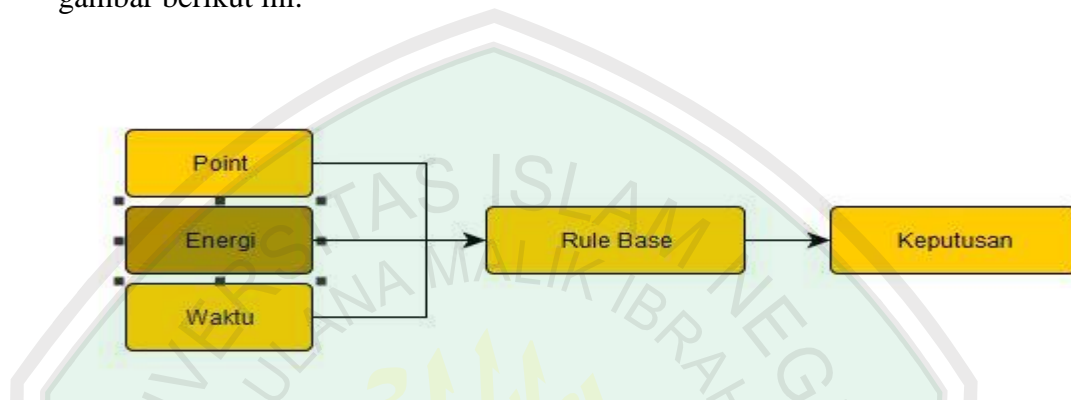 gambar berikut ini.
Point
Energi
Rule Base
Keputusan
Waktu